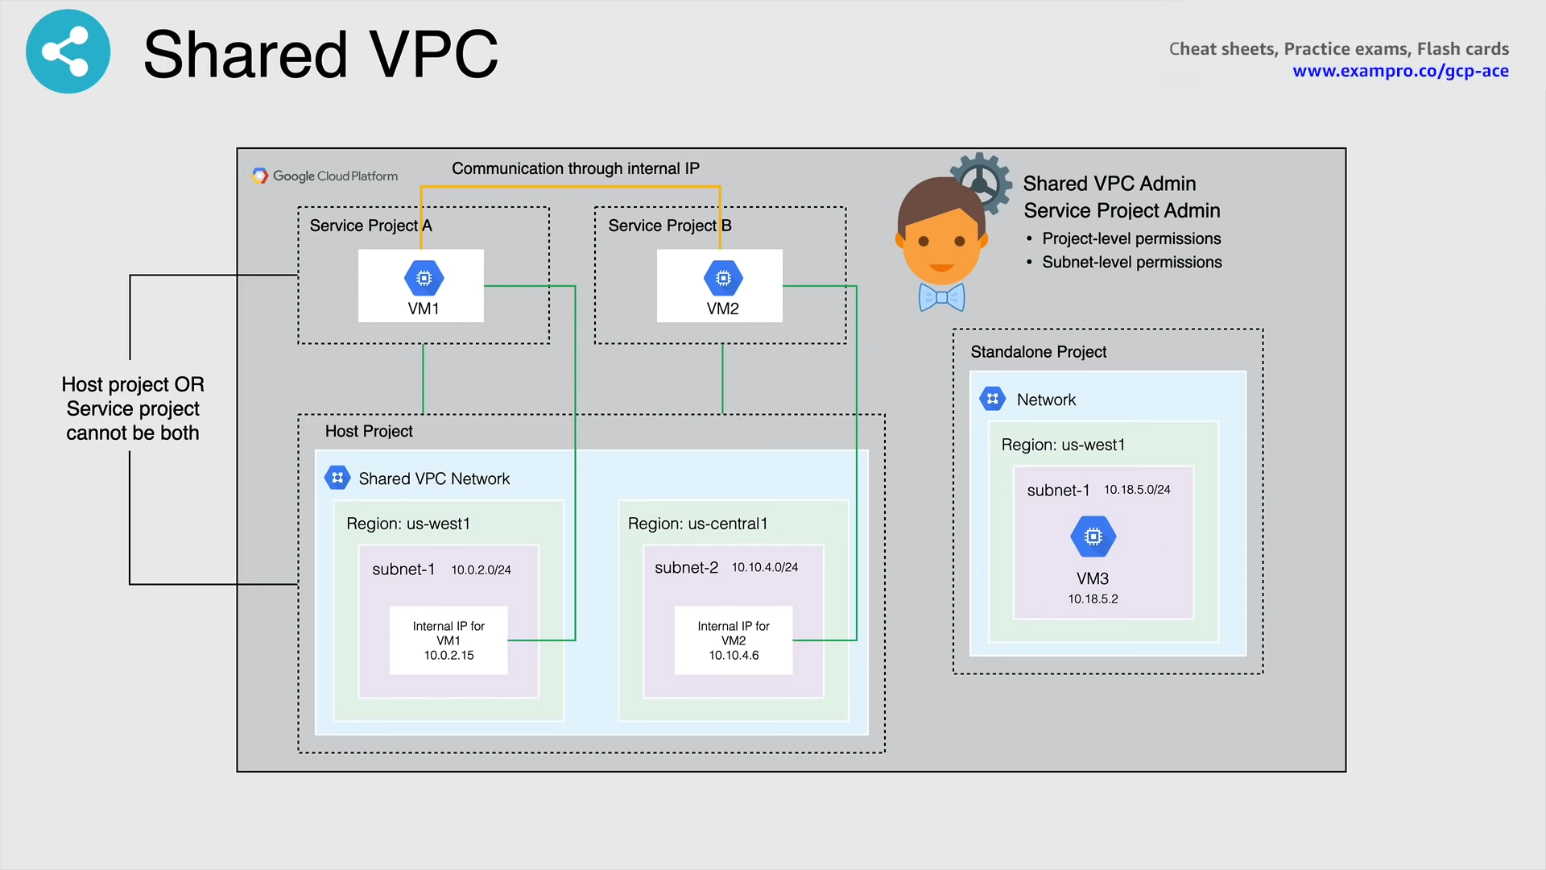 Shared VPC
Cheat sheets, Practice exams, Flash cards
www.exampro.co/gcp-ace
Google Cloud Platform
Communication through internal IP
Service Project A
VM1
Service Project B
VM2
Shared VPC Admin
Service Project Admin
• Project-level permissions
• Subnet-level permissions
Host project OR
Service project
cannot be both
Host Project
Shared VPC Network
Region: us-west1
subnet-1 10.0.2.0/24
Internal IP for
VM1
10.0.2.15
Region: us-central1
subnet-2 10.10.4.0/24
Internal IP for
VM2
10.10.4.6
Standalone Project
Network
Region: us-west1
subnet-1 10.18.5.0/24
VM3
10.18.5.2